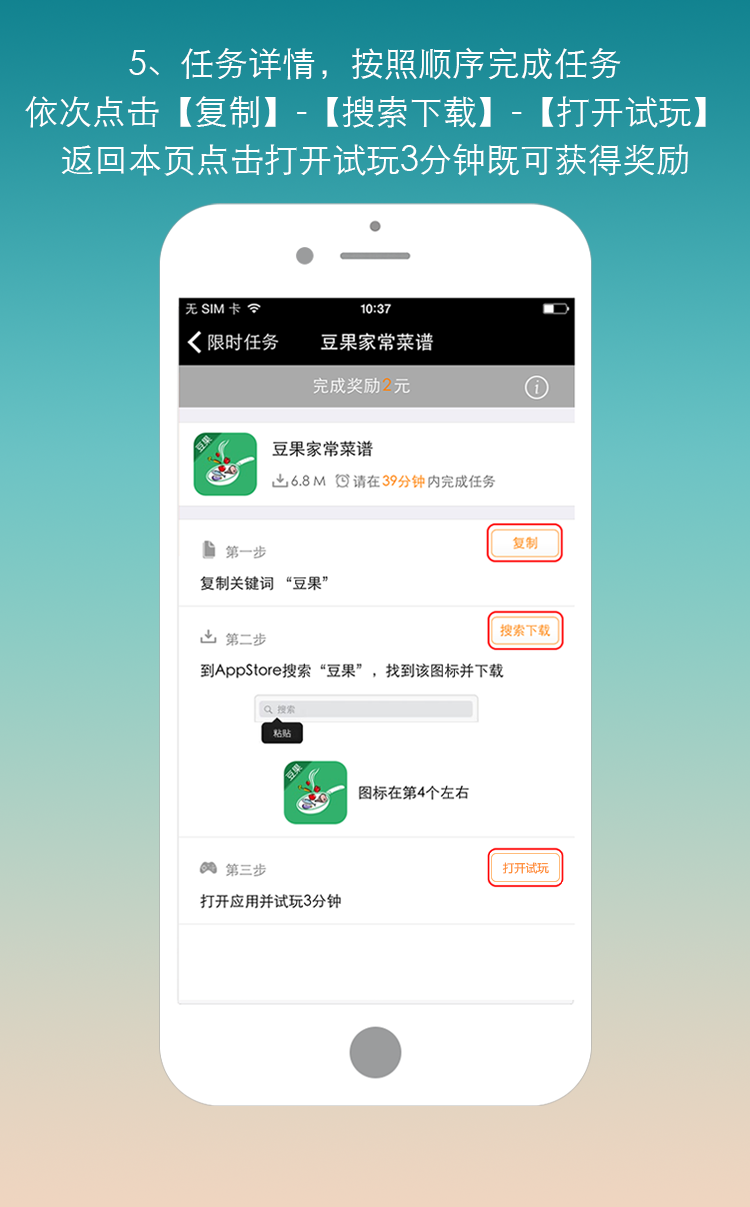 5、任务详情，按照顺序完成任务
依次点击【复制】-【搜索下载】-【打开试玩】
返回本页点击打开试玩3分钟既可获得奖励
无 SIM 卡 10:37
限时任务 豆果家常菜谱
完成奖励2元
豆果
豆果家常菜谱
6.8 M 请在39分钟内完成任务
第一步 复制
复制关键词 “豆果”
第二步 搜索下载
到AppStore搜索“豆果”，找到该图标并下载
搜索
粘贴
豆果
图标在第4个左右
第三步 打开试玩
打开应用并试玩3分钟